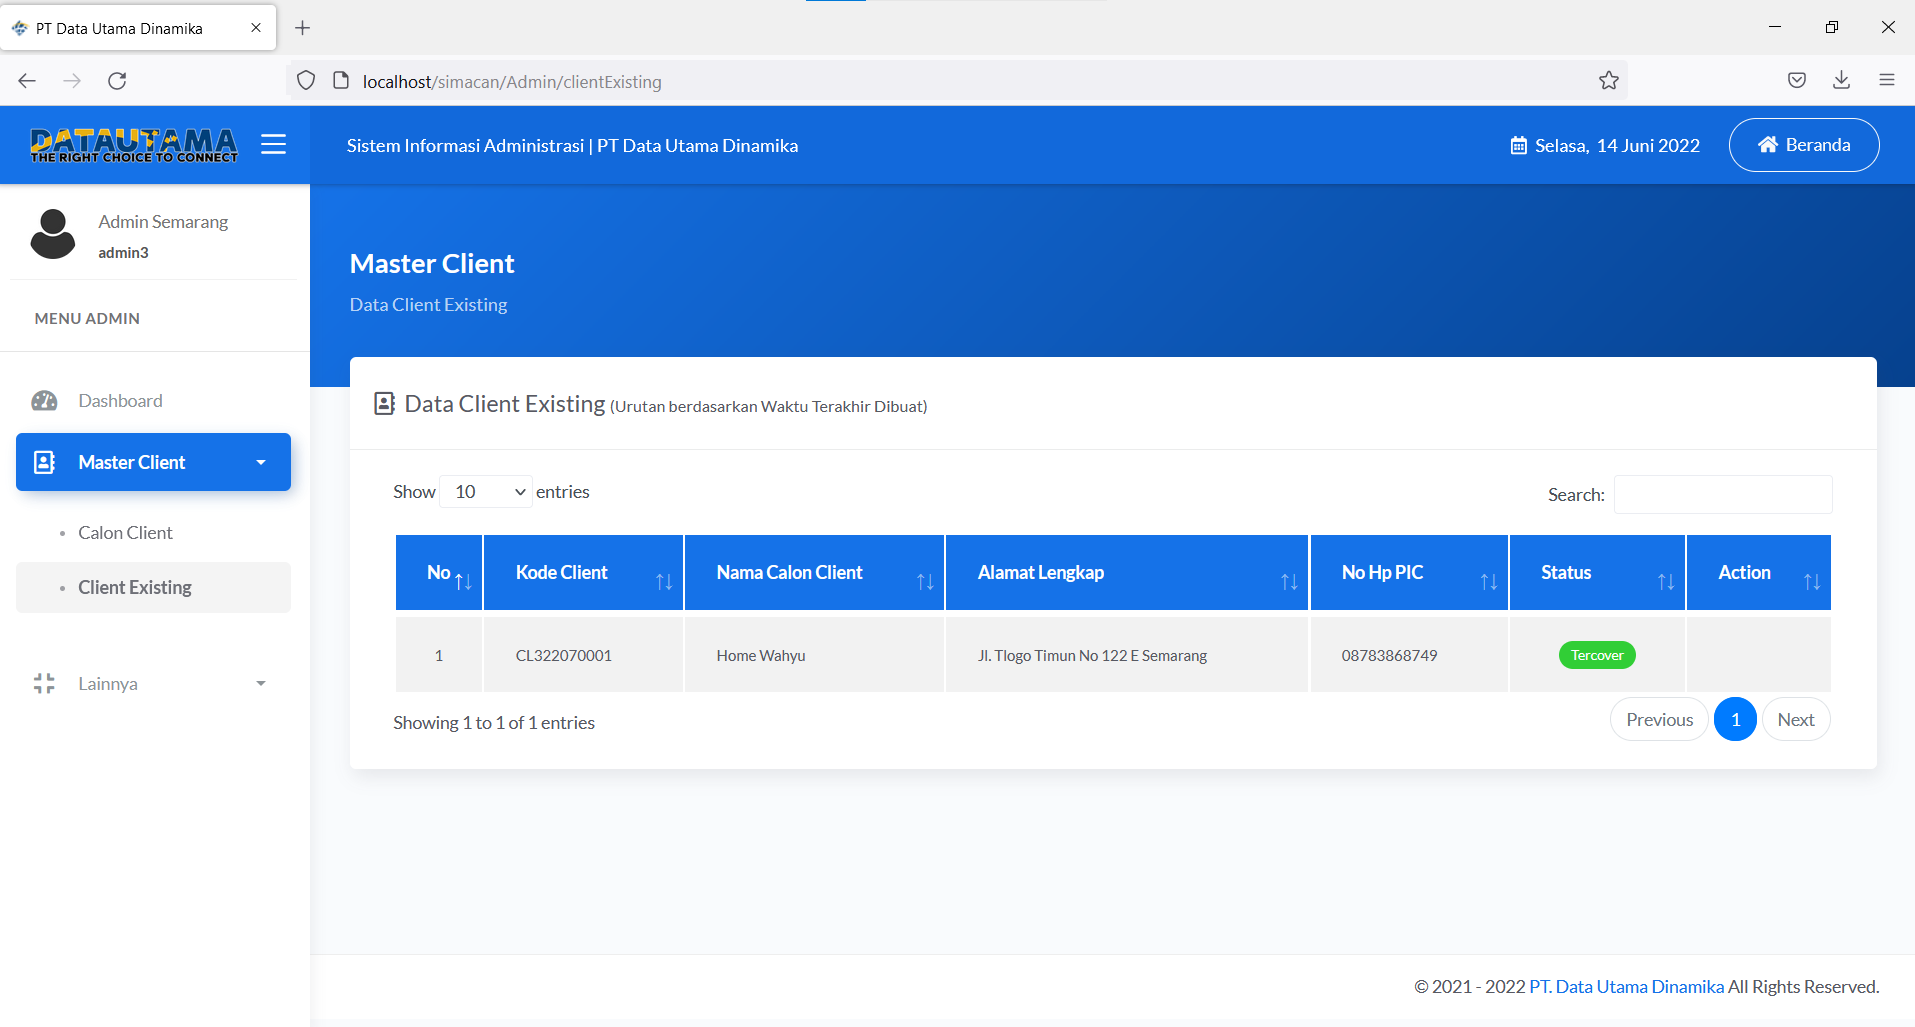 PT Data Utama Dinamika
localhost/simacan/Admin/clientExisting
DATAUTAMA
THE RIGHT CHOICE TO CONNECT
Sistem Informasi Administrasi | PT Data Utama Dinamika
Selasa, 14 Juni 2022
Beranda
Admin Semarang
admin3
MENU ADMIN
Dashboard
Master Client
Calon Client
Client Existing
Lainnya
Master Client
Data Client Existing
Data Client Existing (Urutan berdasarkan Waktu Terakhir Dibuat)
Show 10 entries
Search:
No Kode Client Nama Calon Client Alamat Lengkap No Hp PIC Status Action
1 CL322070001 Home Wahyu Jl. Tlogo Timun No 122 E Semarang 08783868749 Tercover
Showing 1 to 1 of 1 entries
Previous 1 Next
© 2021 - 2022 PT. Data Utama Dinamika All Rights Reserved.